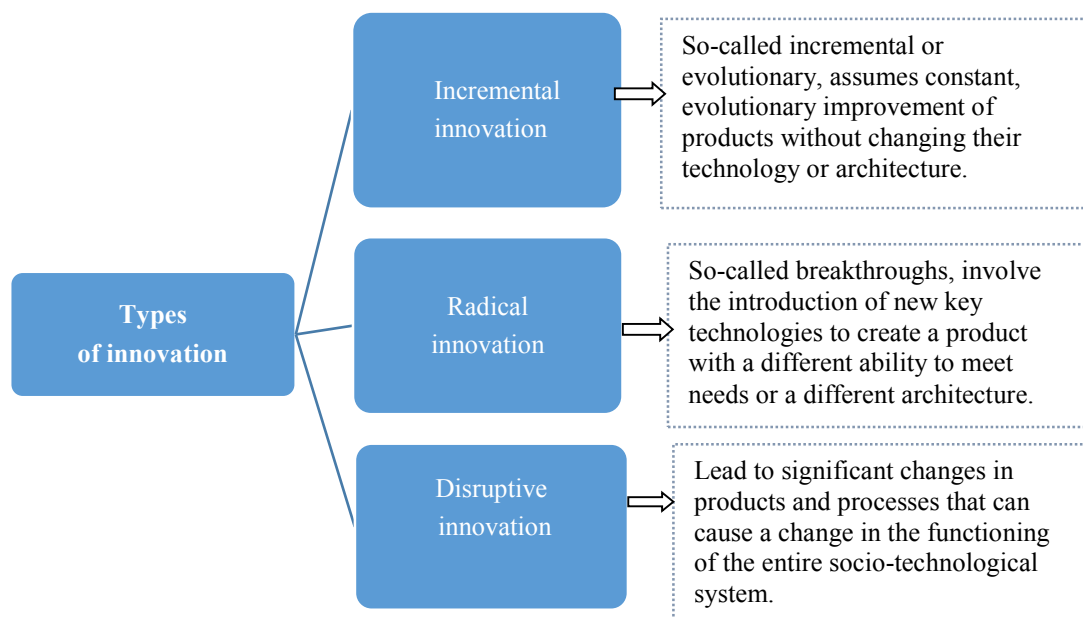 Types
of innovation
Incremental
innovation
So-called incremental or
evolutionary, assumes constant,
evolutionary improvement of
products without changing their
technology or architecture.
Radical
innovation
So-called breakthroughs, involve
the introduction of new key
technologies to create a product
with a different ability to meet
needs or a different architecture.
Disruptive
innovation
Lead to significant changes in
products and processes that can
cause a change in the functioning
of the entire socio-technological
system.